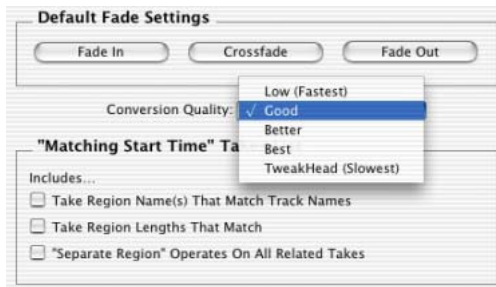 Default Fade Settings
Fade In
Crossfade
Fade Out
Conversion Quality:
Low (Fastest)
✓ Good
Better
Best
TweakHead (Slowest)
"Matching Start Time"
Includes...
Take Region Name(s) That Match Track Names
Take Region Lengths That Match
"Separate Region" Operates On All Related Takes